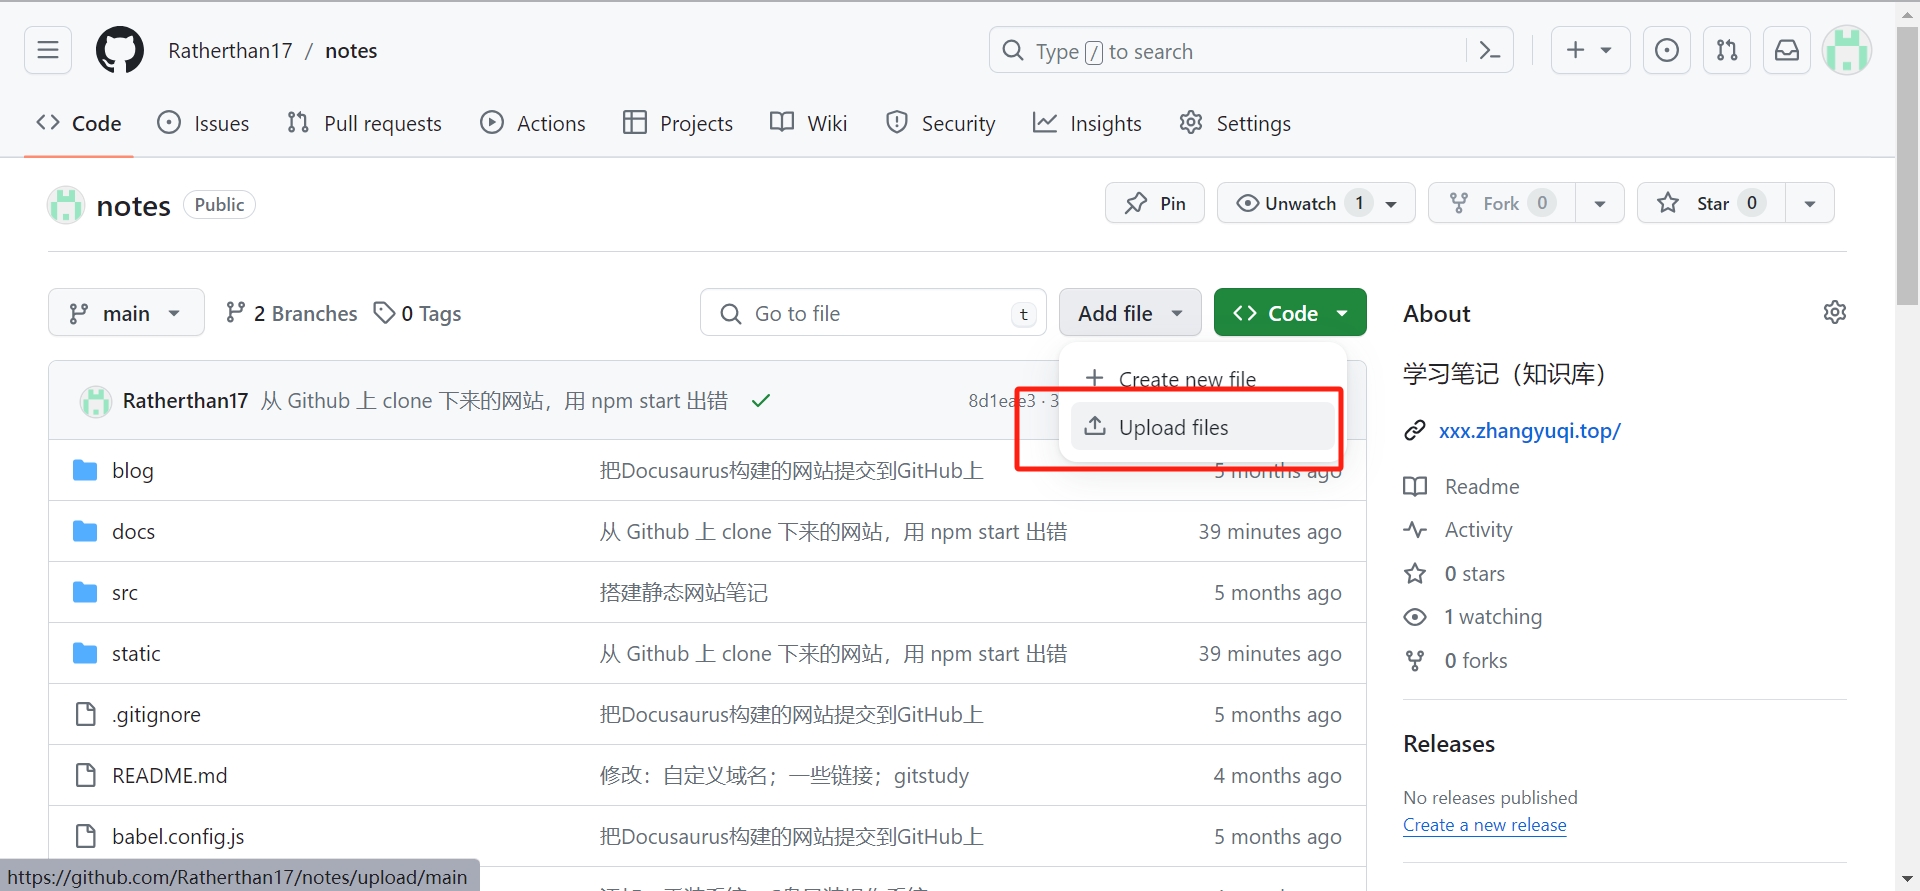 Ratherthan17 / notes
Type / to search
Code
Issues
Pull requests
Actions
Projects
Wiki
Security
Insights
Settings
notes Public
Pin
Unwatch 1
Fork 0
Star 0
main
2 Branches
0 Tags
Go to file t
Add file
Code
Create new file
Upload files
Ratherthan17 从 Github 上 clone 下来的网站，用 npm start 出错
8d1eae3 · 3
blog 把Docusaurus构建的网站提交到GitHub上 5 months ago
docs 从 Github 上 clone 下来的网站，用 npm start 出错 39 minutes ago
src 搭建静态网站笔记 5 months ago
static 从 Github 上 clone 下来的网站，用 npm start 出错 39 minutes ago
.gitignore 把Docusaurus构建的网站提交到GitHub上 5 months ago
README.md 修改：自定义域名；一些链接；gitstudy 4 months ago
babel.config.js 把Docusaurus构建的网站提交到GitHub上 5 months ago
https://github.com/Ratherthan17/notes/upload/main
About
学习笔记（知识库）
xxx.zhangyuqi.top/
Readme
Activity
0 stars
1 watching
0 forks
Releases
No releases published
Create a new release